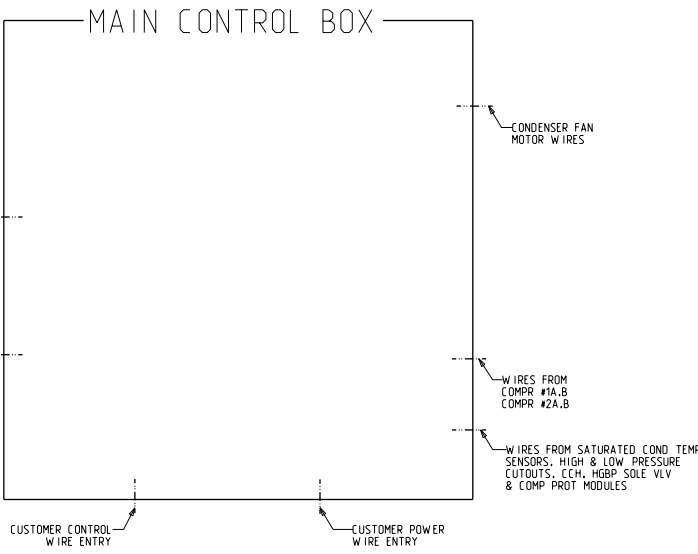 MAIN CONTROL BOX
CONDENSER FAN
MOTOR WIRES
WIRES FROM
COMPR #1A,B
COMPR #2A,B
WIRES FROM SATURATED COND TEMP
SENSORS, HIGH & LOW PRESSURE
CUTOUTS, CCH, HGBP SOLE VLV
& COMP PROT MODULES
CUSTOMER CONTROL
WIRE ENTRY
CUSTOMER POWER
WIRE ENTRY